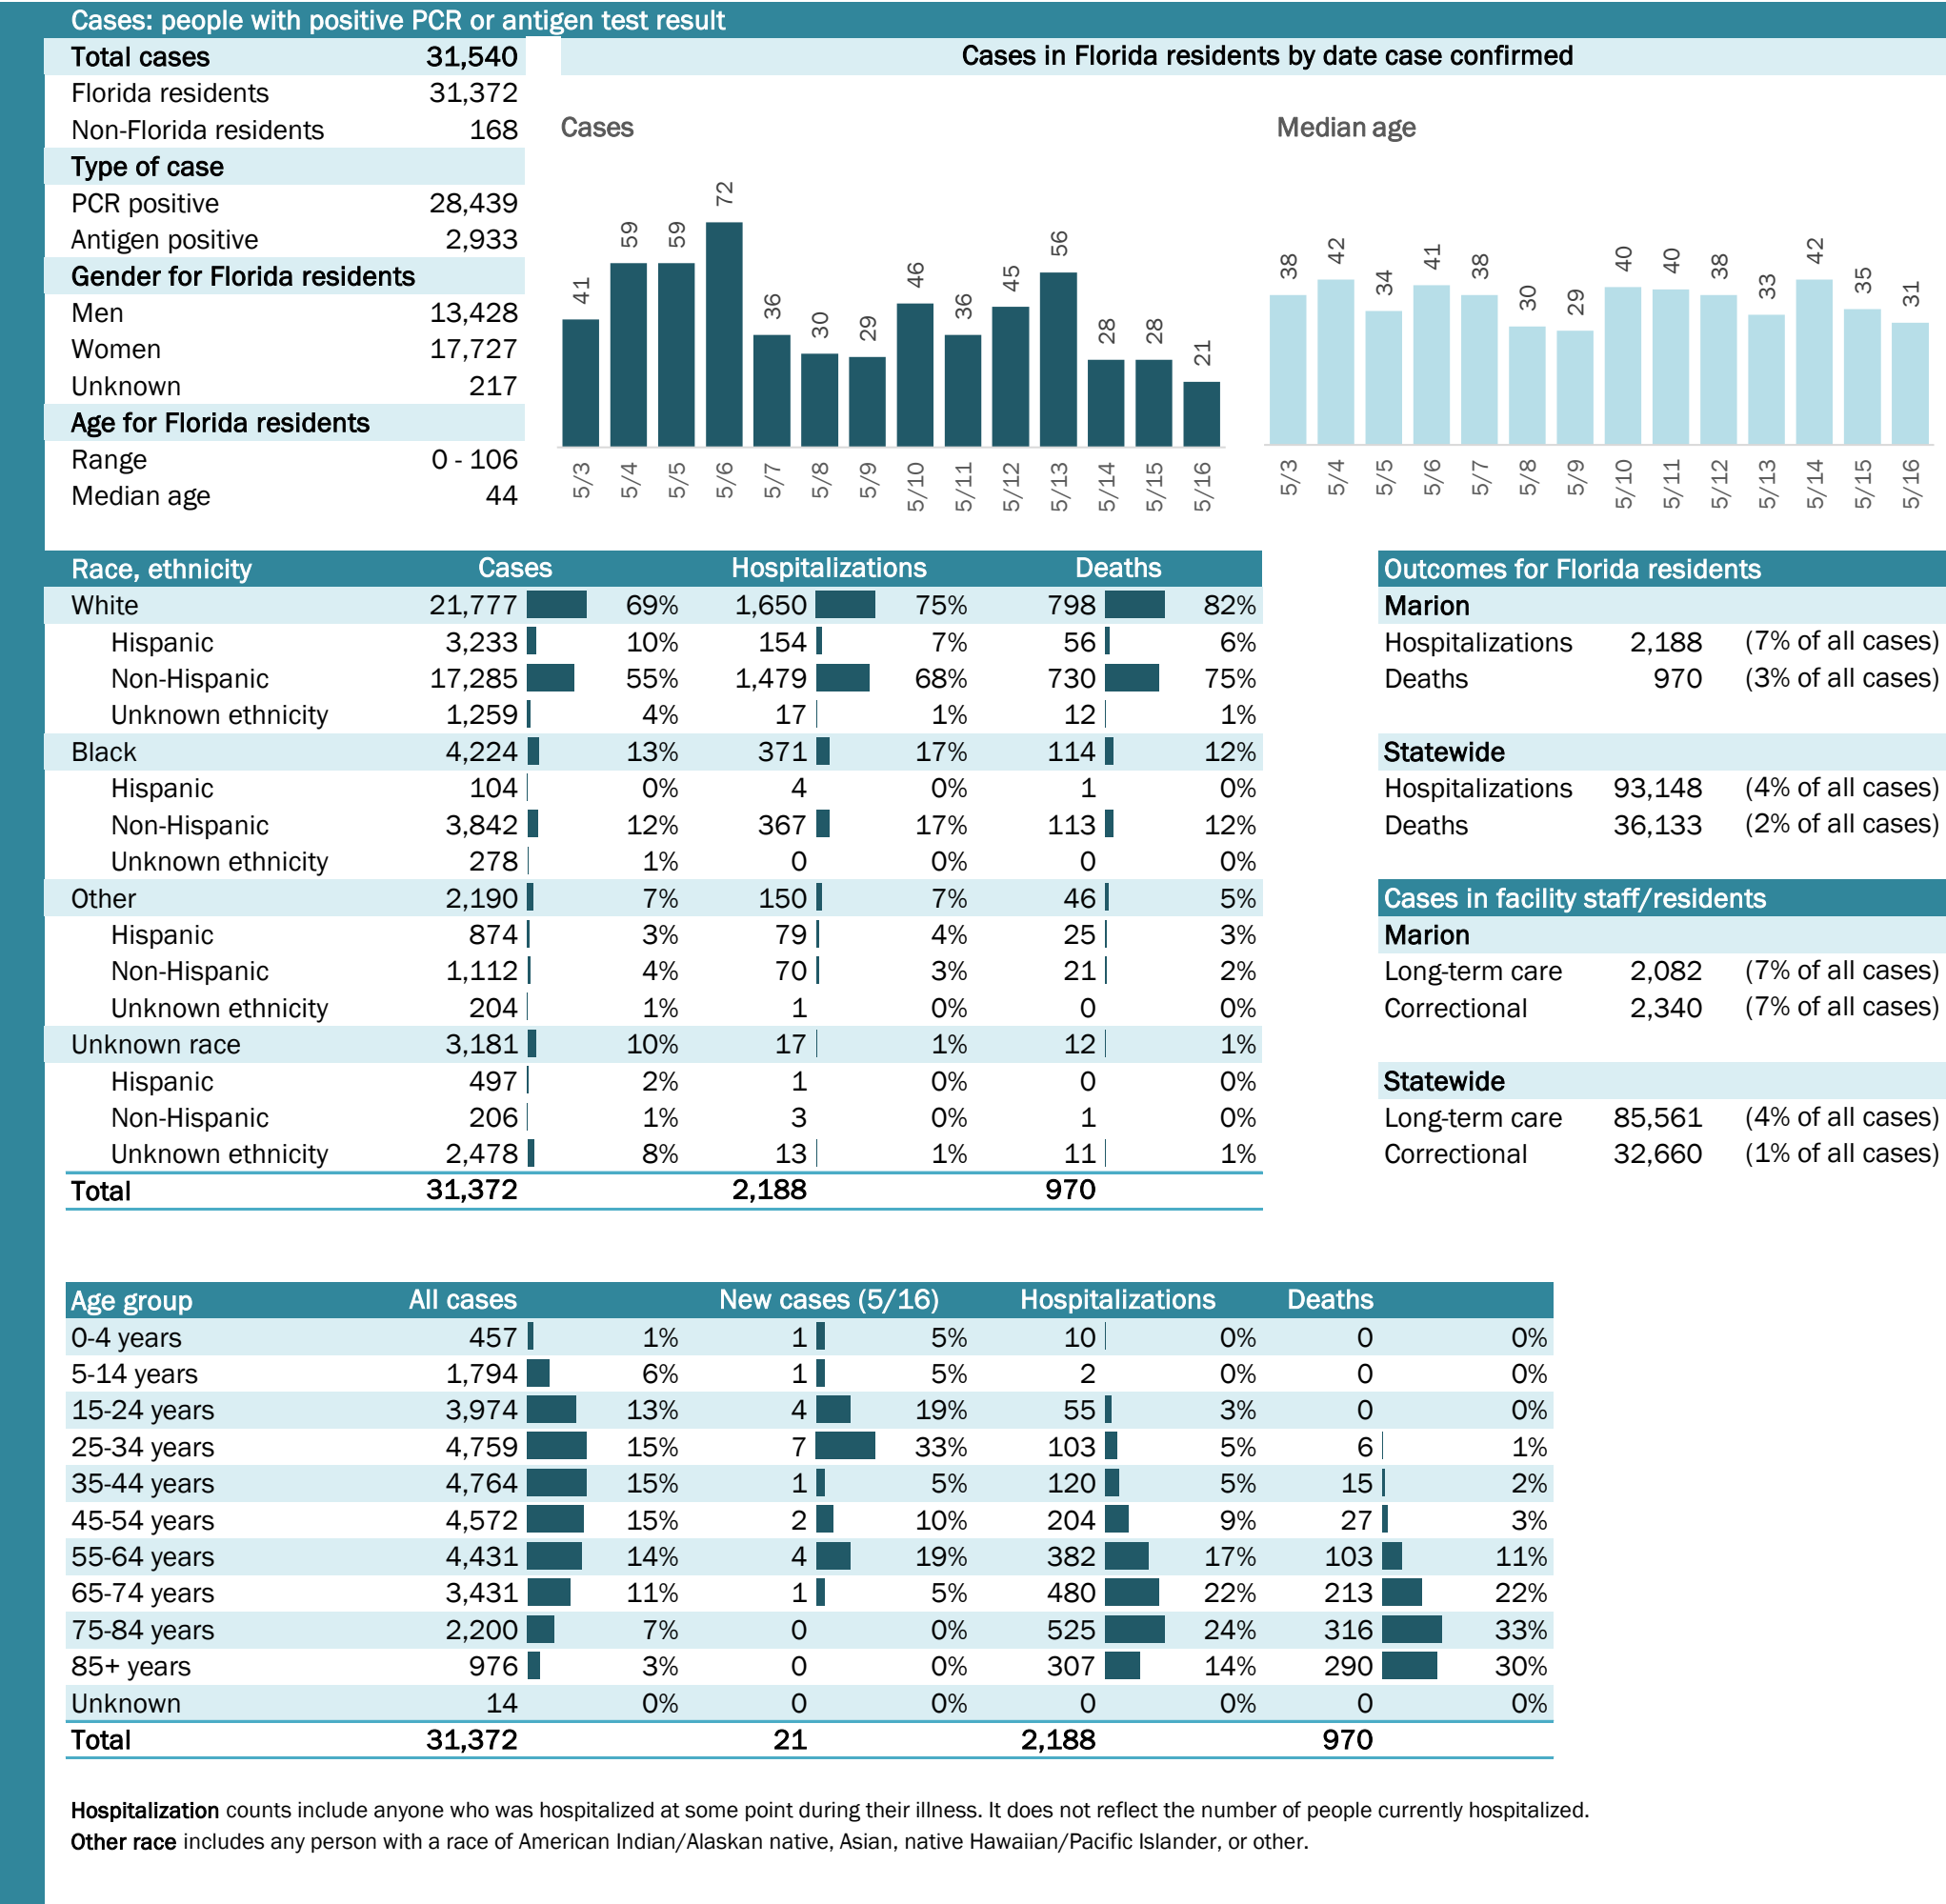 Cases: people with positive PCR or antigen test result
Total cases 31,540
Florida residents 31,372
Non-Florida residents 168
Type of case
PCR positive 28,439
Antigen positive 2,933
Gender for Florida residents
Men 13,428
Women 17,727
Unknown 217
Age for Florida residents
Range 0 - 106
Median age 44
Cases in Florida residents by date case confirmed
Cases
41 59 59 72 36 30 29 46 36 45 56 28 28 21
5/3 5/4 5/5 5/6 5/7 5/8 5/9 5/10 5/11 5/12 5/13 5/14 5/15 5/16
Median age
38 42 34 41 38 30 29 40 40 38 33 42 35 31
5/3 5/4 5/5 5/6 5/7 5/8 5/9 5/10 5/11 5/12 5/13 5/14 5/15 5/16
Race, ethnicity Cases Hospitalizations Deaths
White 21,777 69% 1,650 75% 798 82%
Hispanic 3,233 10% 154 7% 56 6%
Non-Hispanic 17,285 55% 1,479 68% 730 75%
Unknown ethnicity 1,259 4% 17 1% 12 1%
Black 4,224 13% 371 17% 114 12%
Hispanic 104 0% 4 0% 1 0%
Non-Hispanic 3,842 12% 367 17% 113 12%
Unknown ethnicity 278 1% 0 0% 0 0%
Other 2,190 7% 150 7% 46 5%
Hispanic 874 3% 79 4% 25 3%
Non-Hispanic 1,112 4% 70 3% 21 2%
Unknown ethnicity 204 1% 1 0% 0 0%
Unknown race 3,181 10% 17 1% 12 1%
Hispanic 497 2% 1 0% 0 0%
Non-Hispanic 206 1% 3 0% 1 0%
Unknown ethnicity 2,478 8% 13 1% 11 1%
Total 31,372 2,188 970
Outcomes for Florida residents
Marion
Hospitalizations 2,188 (7% of all cases)
Deaths 970 (3% of all cases)
Statewide
Hospitalizations 93,148 (4% of all cases)
Deaths 36,133 (2% of all cases)
Cases in facility staff/residents
Marion
Long-term care 2,082 (7% of all cases)
Correctional 2,340 (7% of all cases)
Statewide
Long-term care 85,561 (4% of all cases)
Correctional 32,660 (1% of all cases)
Age group All cases New cases (5/16) Hospitalizations Deaths
0-4 years 457 1% 1 5% 10 0% 0 0%
5-14 years 1,794 6% 1 5% 2 0% 0 0%
15-24 years 3,974 13% 4 19% 55 3% 0 0%
25-34 years 4,759 15% 7 33% 103 5% 6 1%
35-44 years 4,764 15% 1 5% 120 5% 15 2%
45-54 years 4,572 15% 2 10% 204 9% 27 3%
55-64 years 4,431 14% 4 19% 382 17% 103 11%
65-74 years 3,431 11% 1 5% 480 22% 213 22%
75-84 years 2,200 7% 0 0% 525 24% 316 33%
85+ years 976 3% 0 0% 307 14% 290 30%
Unknown 14 0% 0 0% 0 0% 0 0%
Total 31,372 21 2,188 970
Hospitalization counts include anyone who was hospitalized at some point during their illness. It does not reflect the number of people currently hospitalized.
Other race includes any person with a race of American Indian/Alaskan native, Asian, native Hawaiian/Pacific Islander, or other.